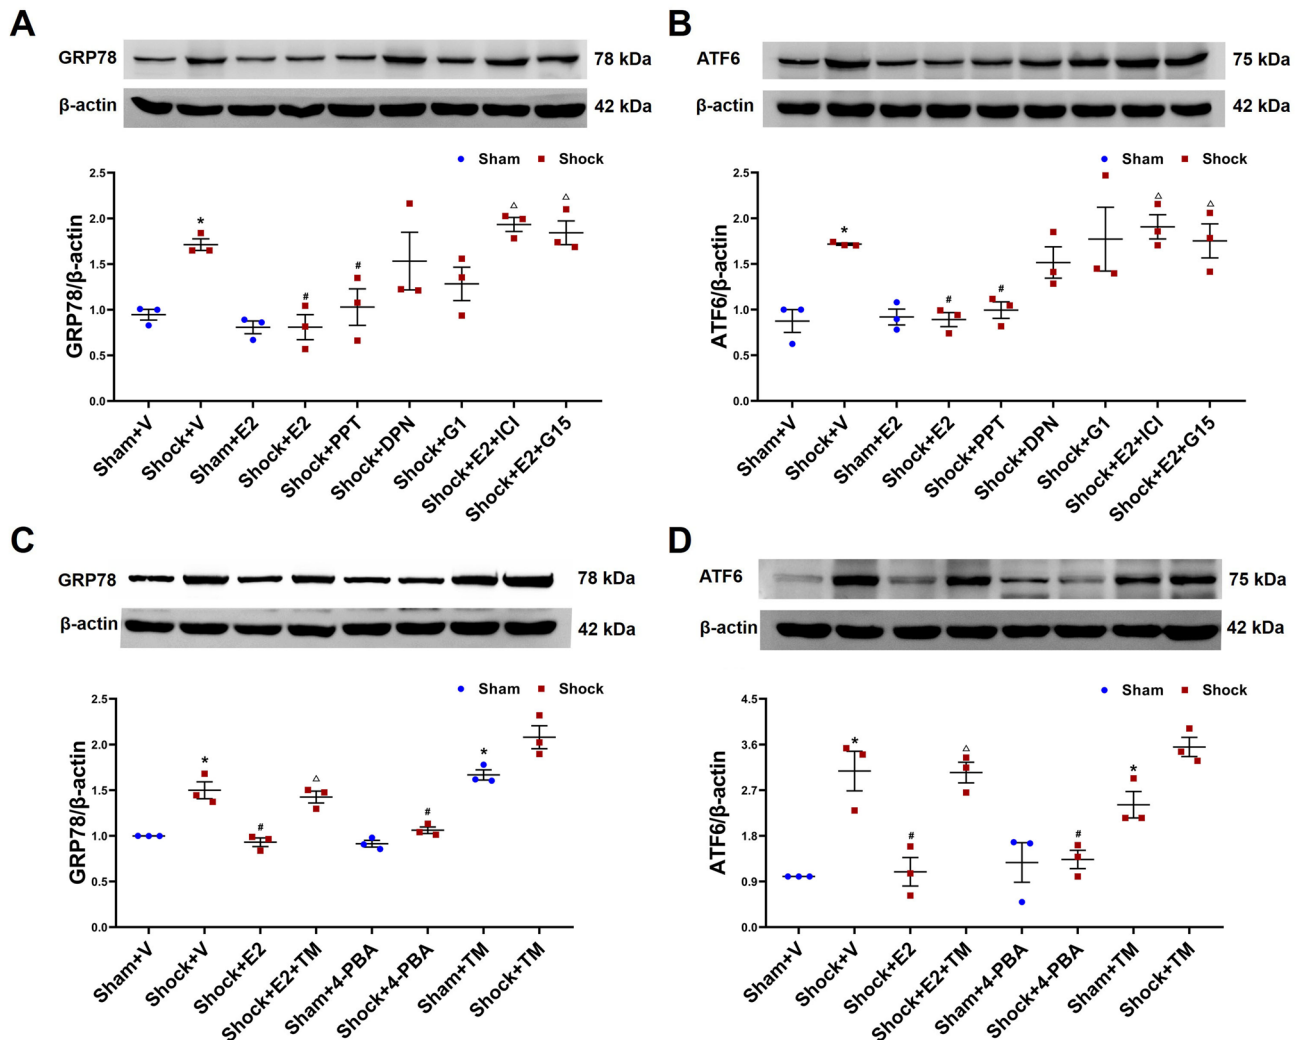 A
GRP78
78 kDa
β-actin
42 kDa
Sham
Shock
GRP78/β-actin
2.5
2.0
1.5
1.0
0.5
0.0
*
#
#
△
△
Sham+V
Shock+V
Sham+E2
Shock+E2
Shock+PPT
Shock+DPN
Shock+G1
Shock+E2+ICI
Shock+E2+G15
B
ATF6
75 kDa
β-actin
42 kDa
Sham
Shock
ATF6/β-actin
2.5
2.0
1.5
1.0
0.5
0.0
*
#
#
△
△
Sham+V
Shock+V
Sham+E2
Shock+E2
Shock+PPT
Shock+DPN
Shock+G1
Shock+E2+ICI
Shock+E2+G15
C
GRP78
78 kDa
β-actin
42 kDa
Sham
Shock
GRP78/β-actin
2.5
2.0
1.5
1.0
0.5
0.0
*
#
△
#
*
Sham+V
Shock+V
Shock+E2
Shock+E2+TM
Sham+4-PBA
Shock+4-PBA
Sham+TM
Shock+TM
D
ATF6
75 kDa
β-actin
42 kDa
Sham
Shock
ATF6/β-actin
4.5
3.6
2.7
1.8
0.9
0.0
*
#
△
#
*
Sham+V
Shock+V
Shock+E2
Shock+E2+TM
Sham+4-PBA
Shock+4-PBA
Sham+TM
Shock+TM